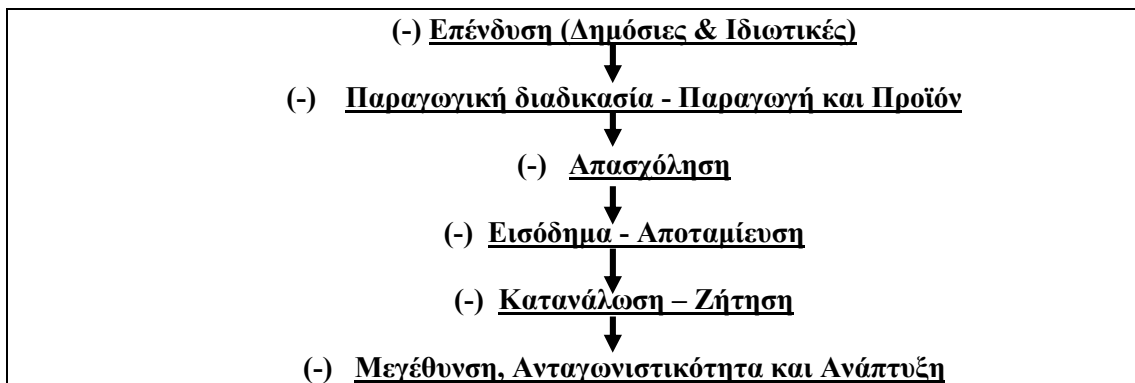 (-) Επένδυση (Δημόσιες & Ιδιωτικές)
(-) Παραγωγική διαδικασία - Παραγωγή και Προϊόν
(-) Απασχόληση
(-) Εισόδημα - Αποταμίευση
(-) Κατανάλωση – Ζήτηση
(-) Μεγέθυνση, Ανταγωνιστικότητα και Ανάπτυξη